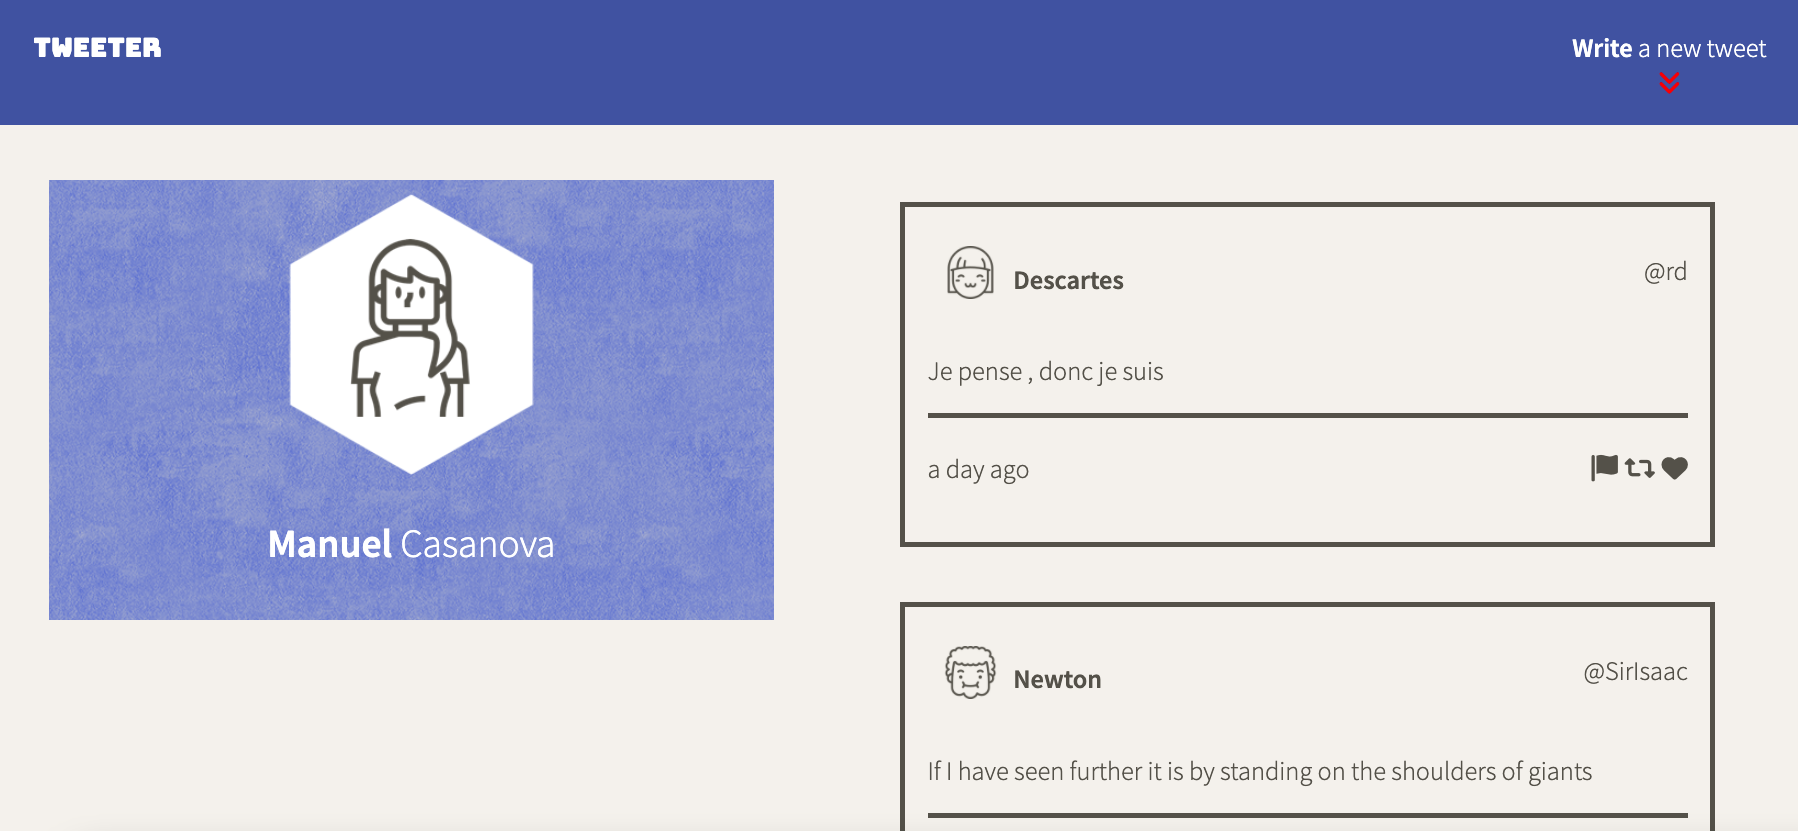 TWEETER
Write a new tweet
Manuel Casanova
Descartes
@rd
Je pense , donc je suis
a day ago
Newton
@SirIsaac
If I have seen further it is by standing on the shoulders of giants